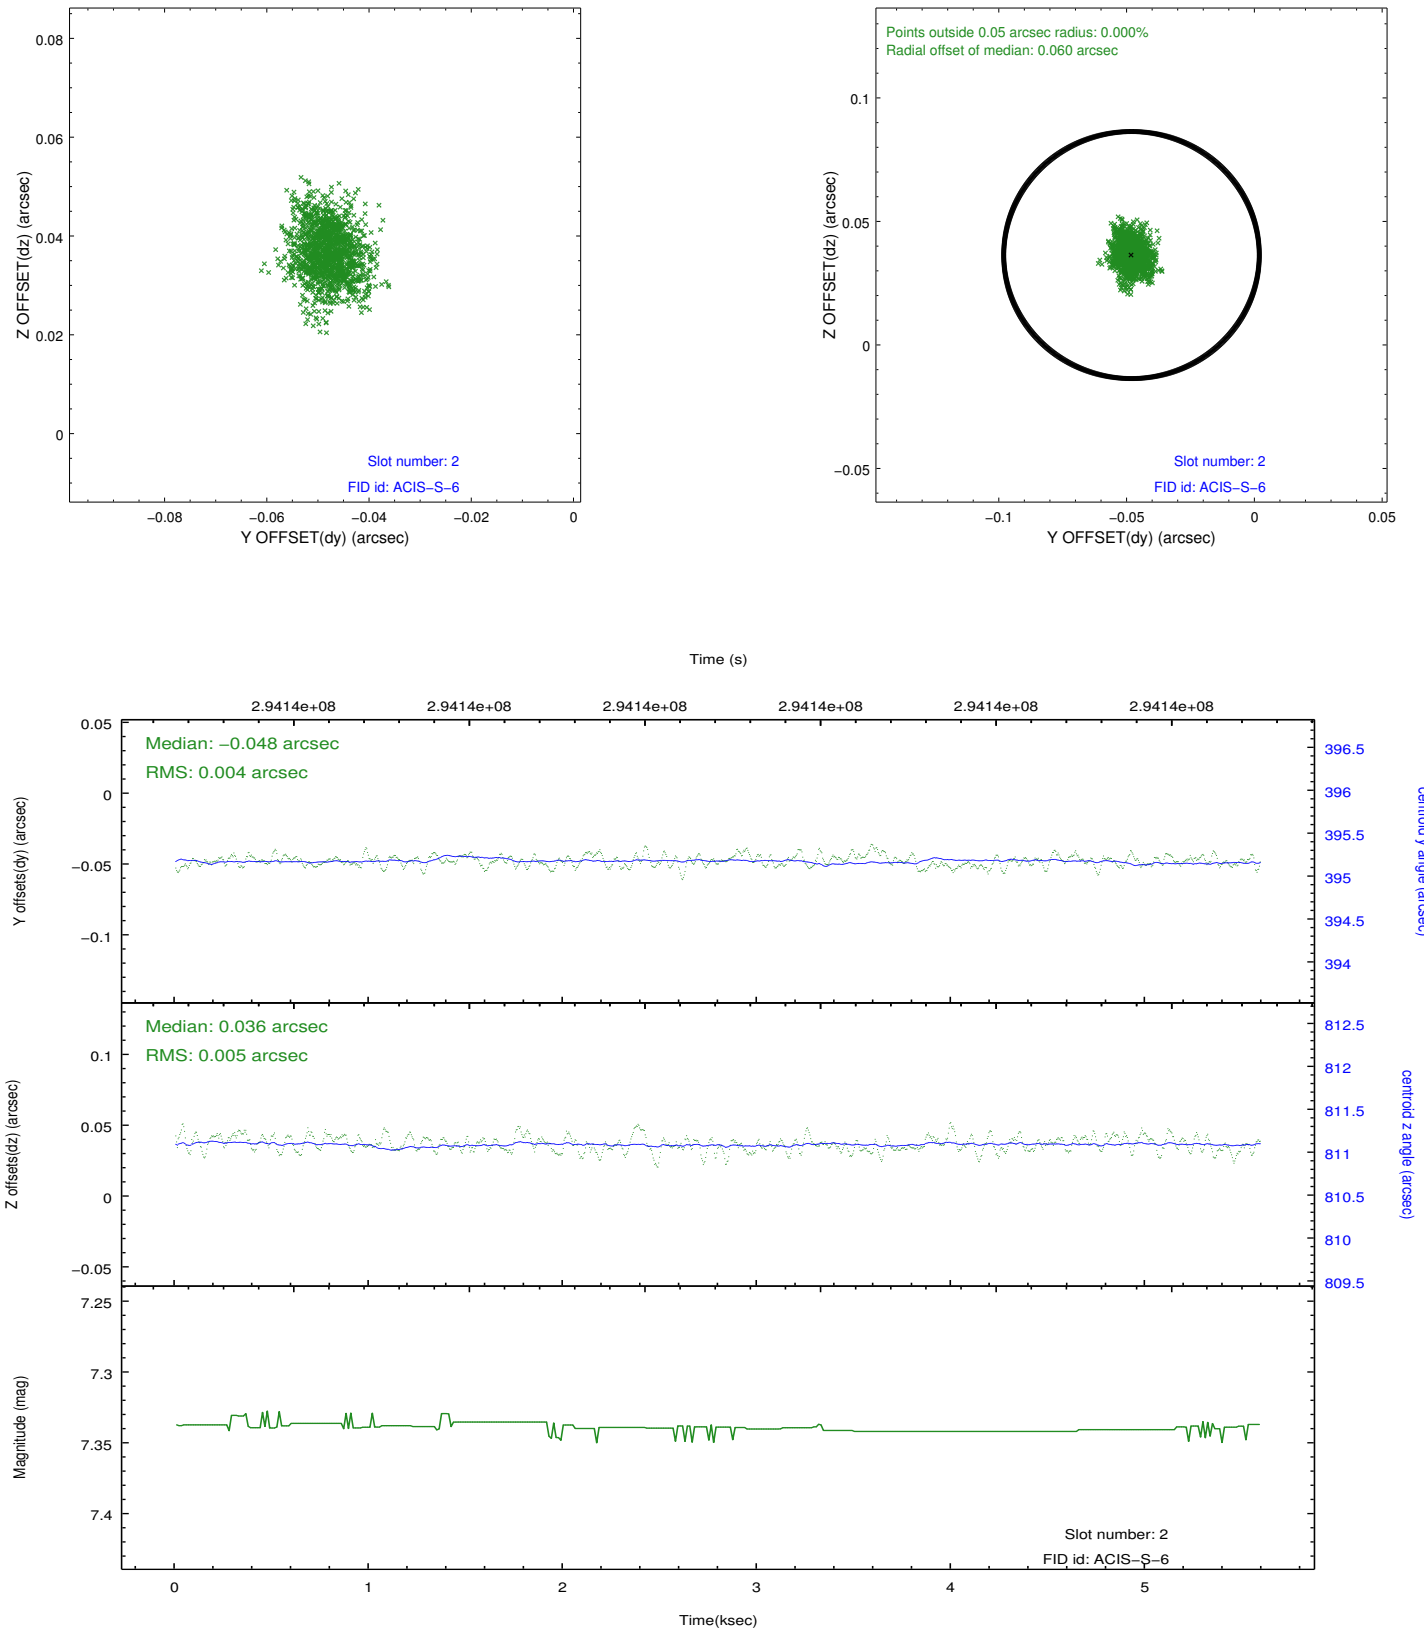 0.08
0.06
0.04
0.02
0
Z OFFSET(dz) (arcsec)
Slot number: 2
FID id: ACIS−S−6
−0.08
−0.06
−0.04
−0.02
0
Y OFFSET(dy) (arcsec)
Points outside 0.05 arcsec radius: 0.000%
Radial offset of median: 0.060 arcsec
0.1
0.05
0
−0.05
Z OFFSET(dz) (arcsec)
Slot number: 2
FID id: ACIS−S−6
−0.1
−0.05
0
0.05
Y OFFSET(dy) (arcsec)
Time (s)
2.9414e+08
2.9414e+08
2.9414e+08
2.9414e+08
2.9414e+08
2.9414e+08
Median: −0.048 arcsec
RMS: 0.004 arcsec
0.05
0
−0.05
−0.1
Y offsets(dy) (arcsec)
396.5
396
395.5
395
394.5
394
centroid y angle (arcsec)
Median: 0.036 arcsec
RMS: 0.005 arcsec
0.1
0.05
0
−0.05
Z offsets(dz) (arcsec)
812.5
812
811.5
811
810.5
810
809.5
centroid z angle (arcsec)
7.25
7.3
7.35
7.4
Magnitude (mag)
Slot number: 2
FID id: ACIS−S−6
0
1
2
3
4
5
Time(ksec)